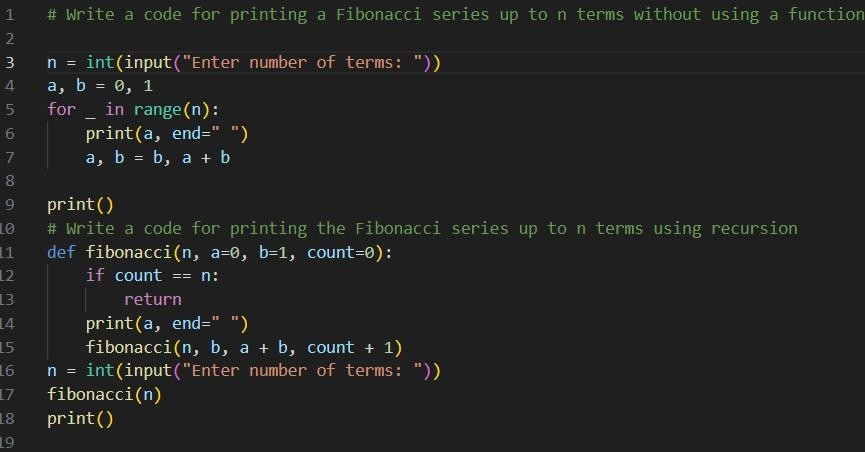 1 # Write a code for printing a Fibonacci series up to n terms without using a function
2
3 n = int(input("Enter number of terms: "))
4 a, b = 0, 1
5 for _ in range(n):
6     print(a, end=" ")
7     a, b = b, a + b
8
9 print()
10 # Write a code for printing the Fibonacci series up to n terms using recursion
11 def fibonacci(n, a=0, b=1, count=0):
12     if count == n:
13         return
14     print(a, end=" ")
15     fibonacci(n, b, a + b, count + 1)
16 n = int(input("Enter number of terms: "))
17 fibonacci(n)
18 print()
19